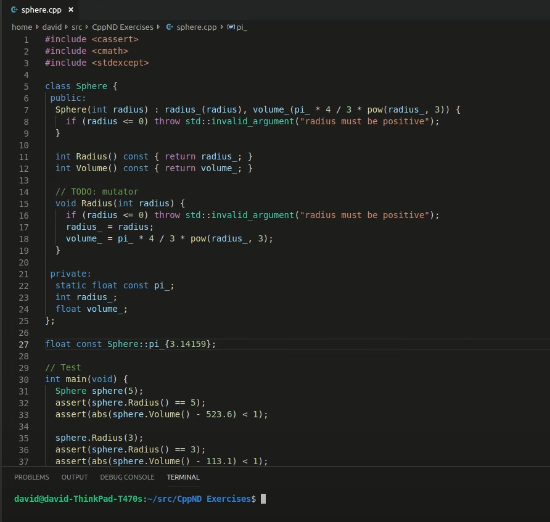 sphere.cpp ×
home > david > src > CppND Exercises > sphere.cpp > pi_
1 #include <cassert>
2 #include <cmath>
3 #include <stdexcept>
4
5 class Sphere {
6  public:
7   Sphere(int radius) : radius_(radius), volume_(pi_ * 4 / 3 * pow(radius_, 3)) {
8     if (radius <= 0) throw std::invalid_argument("radius must be positive");
9   }
10
11   int Radius() const { return radius_; }
12   int Volume() const { return volume_; }
13
14   // TODO: mutator
15   void Radius(int radius) {
16     if (radius <= 0) throw std::invalid_argument("radius must be positive");
17     radius_ = radius;
18     volume_ = pi_ * 4 / 3 * pow(radius_, 3);
19   }
20
21  private:
22   static float const pi_;
23   int radius_;
24   float volume_;
25 };
26
27 float const Sphere::pi_{3.14159};
28
29 // Test
30 int main(void) {
31   Sphere sphere(5);
32   assert(sphere.Radius() == 5);
33   assert(abs(sphere.Volume() - 523.6) < 1);
34
35   sphere.Radius(3);
36   assert(sphere.Radius() == 3);
37   assert(abs(sphere.Volume() - 113.1) < 1);
PROBLEMS OUTPUT DEBUG CONSOLE TERMINAL
david@david-ThinkPad-T470s:~/src/CppND Exercises$